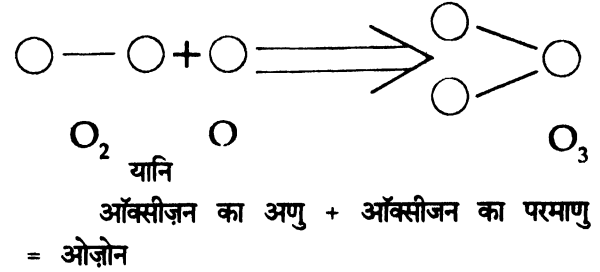 +
O₂ O O₃
यानि
ऑक्सीज़न का अणु + ऑक्सीजन का परमाणु
= ओज़ोन